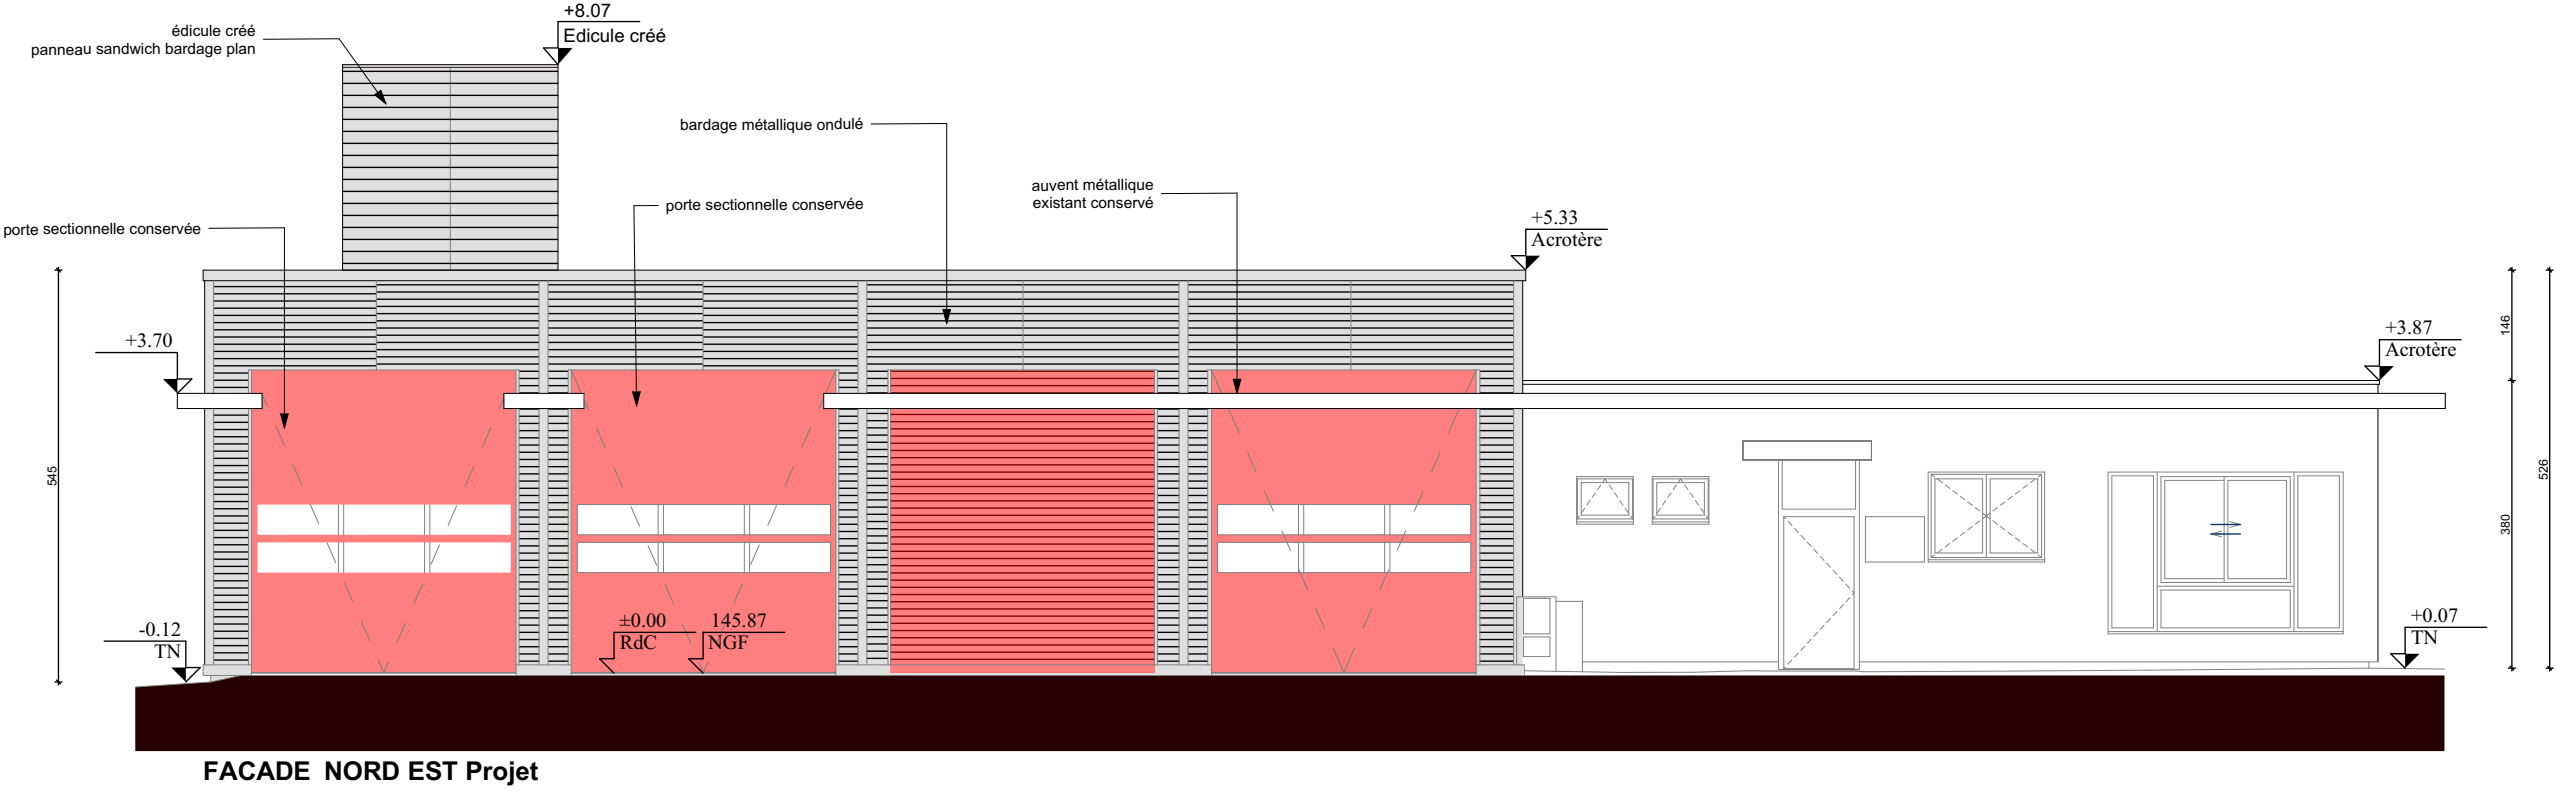 +8.07
Edicule créé
édicule créé
panneau sandwich bardage plan
bardage métallique ondulé
auvent métallique
existant conservé
porte sectionnelle conservée
porte sectionnelle conservée
+5.33
Acrotère
+3.70
+3.87
Acrotère
146
545
526
380
±0.00
RdC
145.87
NGF
-0.12
TN
+0.07
TN
FACADE NORD EST Projet